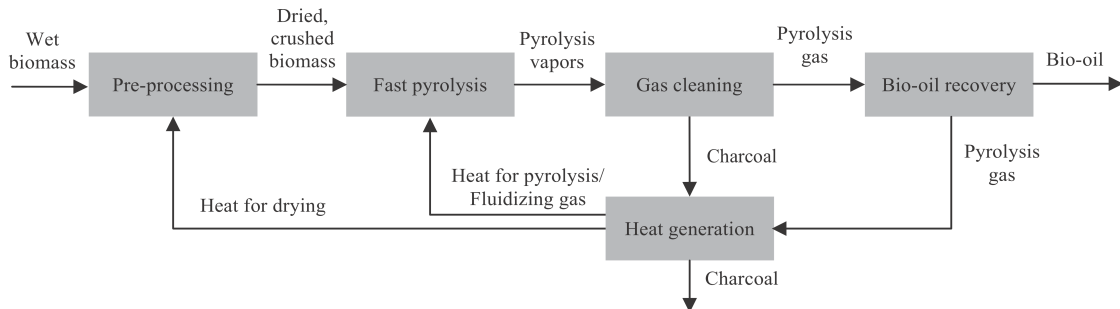 Wet
biomass
Pre-processing
Dried,
crushed
biomass
Fast pyrolysis
Pyrolysis
vapors
Gas cleaning
Pyrolysis
gas
Bio-oil recovery
Bio-oil
Charcoal
Pyrolysis
gas
Heat for pyrolysis/
Fluidizing gas
Heat for drying
Heat generation
Charcoal